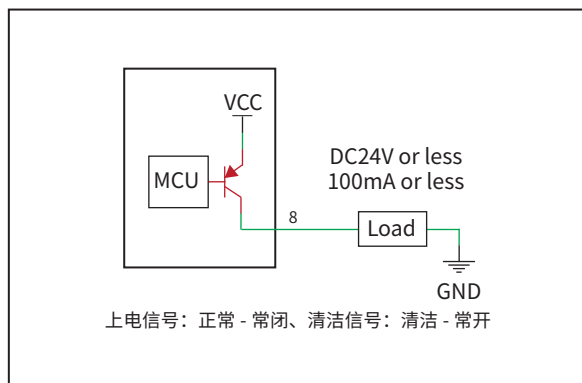 VCC
MCU
DC24V or less
100mA or less
8
Load
GND
上电信号：正常 - 常闭、清洁信号：清洁 - 常开